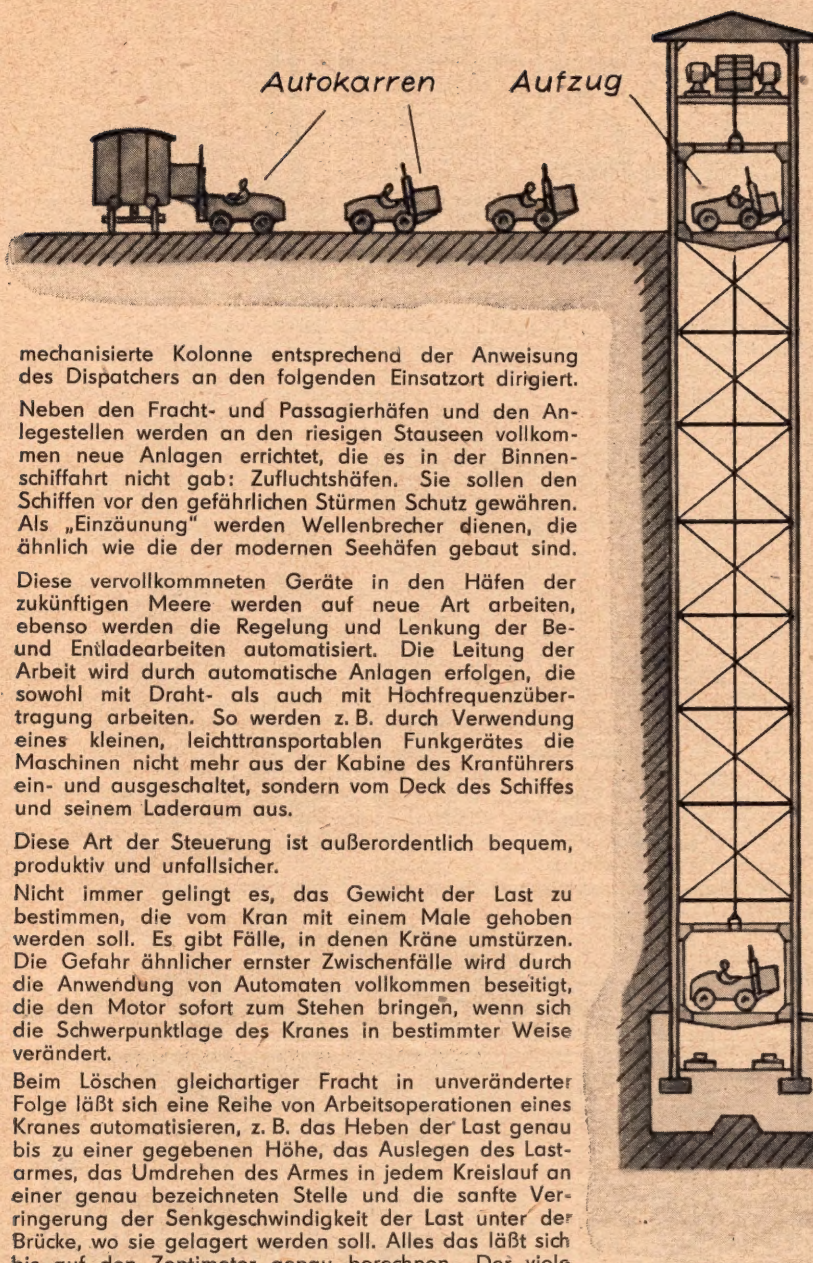 Autokarren Aufzug
mechanisierte Kolonne entsprechend der Anweisung
des Dispatchers an den folgenden Einsatzort dirigiert.
Neben den Fracht- und Passagierhäfen und den An-
legestellen werden an den riesigen Stauseen vollkom-
men neue Anlagen errichtet, die es in der Binnen-
schiffahrt nicht gab: Zufluchtshäfen. Sie sollen den
Schiffen vor den gefährlichen Stürmen Schutz gewähren.
Als „Einzäunung" werden Wellenbrecher dienen, die
ähnlich wie die der modernen Seehäfen gebaut sind.
Diese vervollkommneten Geräte in den Häfen der
zukünftigen Meere werden auf neue Art arbeiten,
ebenso werden die Regelung und Lenkung der Be-
und Entladearbeiten automatisiert. Die Leitung der
Arbeit wird durch automatische Anlagen erfolgen, die
sowohl mit Draht- als auch mit Hochfrequenzüber-
tragung arbeiten. So werden z. B. durch Verwendung
eines kleinen, leichttransportablen Funkgerätes die
Maschinen nicht mehr aus der Kabine des Kranführers
ein- und ausgeschaltet, sondern vom Deck des Schiffes
und seinem Laderaum aus.
Diese Art der Steuerung ist außerordentlich bequem,
produktiv und unfallsicher.
Nicht immer gelingt es, das Gewicht der Last zu
bestimmen, die vom Kran mit einem Male gehoben
werden soll. Es gibt Fälle, in denen Kräne umstürzen.
Die Gefahr ähnlicher ernster Zwischenfälle wird durch
die Anwendung von Automaten vollkommen beseitigt,
die den Motor sofort zum Stehen bringen, wenn sich
die Schwerpunktlage des Kranes in bestimmter Weise
verändert.
Beim Löschen gleichartiger Fracht in unveränderter
Folge läßt sich eine Reihe von Arbeitsoperationen eines
Kranes automatisieren, z. B. das Heben der Last genau
bis zu einer gegebenen Höhe, das Auslegen des Last-
armes, das Umdrehen des Armes in jedem Kreislauf an
einer genau bezeichneten Stelle und die sanfte Ver-
ringerung der Senkgeschwindigkeit der Last unter der
Brücke, wo sie gelagert werden soll. Alles das läßt sich
bis auf den Zentimeter genau berechnen. Der viele